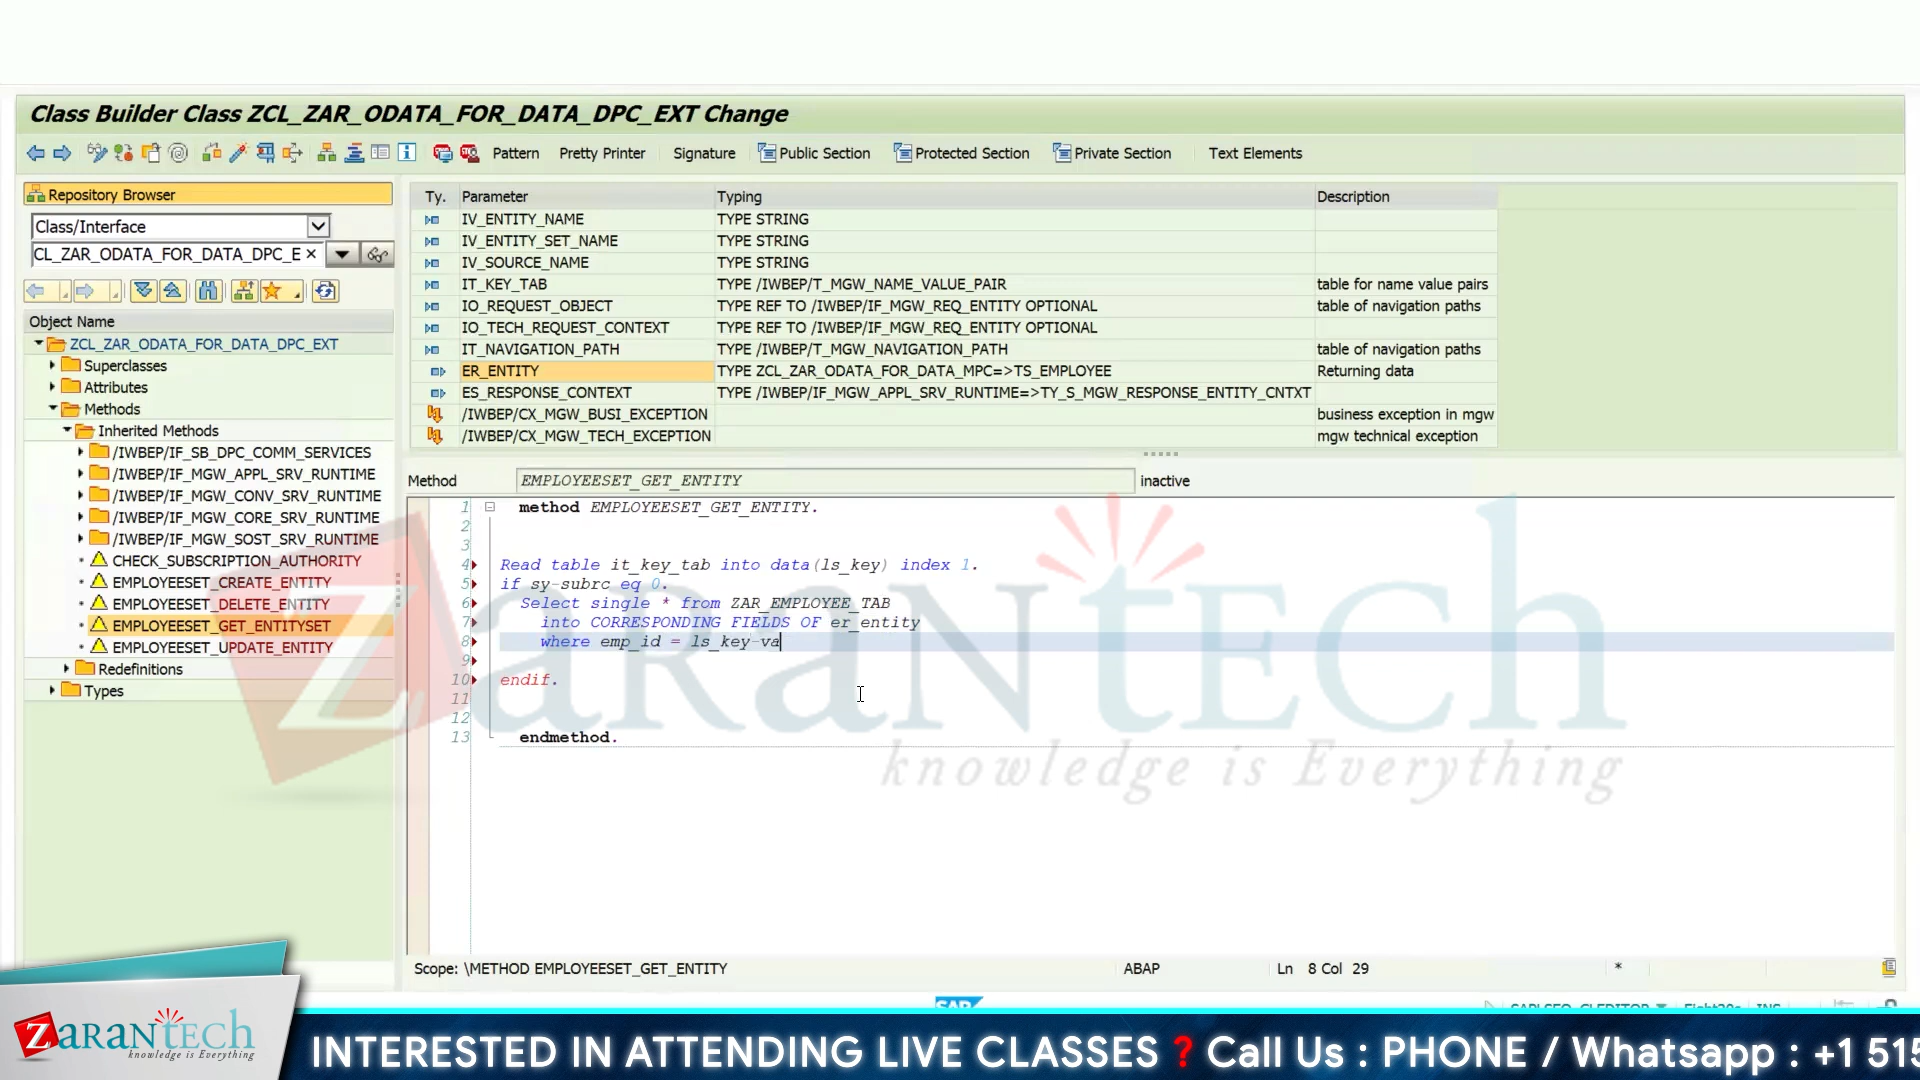 Class Builder Class ZCL_ZAR_ODATA_FOR_DATA_DPC_EXT Change
Pattern Pretty Printer Signature Public Section Protected Section Private Section Text Elements
Repository Browser
Class/Interface
CL_ZAR_ODATA_FOR_DATA_DPC_E
Object Name
ZCL_ZAR_ODATA_FOR_DATA_DPC_EXT
Superclasses
Attributes
Methods
Inherited Methods
/IWBEP/IF_SB_DPC_COMM_SERVICES
/IWBEP/IF_MGW_APPL_SRV_RUNTIME
/IWBEP/IF_MGW_CONV_SRV_RUNTIME
/IWBEP/IF_MGW_CORE_SRV_RUNTIME
/IWBEP/IF_MGW_SOST_SRV_RUNTIME
CHECK_SUBSCRIPTION_AUTHORITY
EMPLOYEESET_CREATE_ENTITY
EMPLOYEESET_DELETE_ENTITY
EMPLOYEESET_GET_ENTITYSET
EMPLOYEESET_UPDATE_ENTITY
Redefinitions
Types
Ty. Parameter Typing Description
IV_ENTITY_NAME TYPE STRING
IV_ENTITY_SET_NAME TYPE STRING
IV_SOURCE_NAME TYPE STRING
IT_KEY_TAB TYPE /IWBEP/T_MGW_NAME_VALUE_PAIR table for name value pairs
IO_REQUEST_OBJECT TYPE REF TO /IWBEP/IF_MGW_REQ_ENTITY OPTIONAL table of navigation paths
IO_TECH_REQUEST_CONTEXT TYPE REF TO /IWBEP/IF_MGW_REQ_ENTITY OPTIONAL
IT_NAVIGATION_PATH TYPE /IWBEP/T_MGW_NAVIGATION_PATH table of navigation paths
ER_ENTITY TYPE ZCL_ZAR_ODATA_FOR_DATA_MPC=>TS_EMPLOYEE Returning data
ES_RESPONSE_CONTEXT TYPE /IWBEP/IF_MGW_APPL_SRV_RUNTIME=>TY_S_MGW_RESPONSE_ENTITY_CNTXT
/IWBEP/CX_MGW_BUSI_EXCEPTION business exception in mgw
/IWBEP/CX_MGW_TECH_EXCEPTION mgw technical exception
Method EMPLOYEESET_GET_ENTITY inactive
1 method EMPLOYEESET_GET_ENTITY.
2
3
4 Read table it_key_tab into data(ls_key) index 1.
5 if sy-subrc eq 0.
6 Select single * from ZAR_EMPLOYEE_TAB
7 into CORRESPONDING FIELDS OF er_entity
8 where emp_id = ls_key-va
9
10 endif.
11
12
13 endmethod.
ZaranTech
knowledge is Everything
Scope: \METHOD EMPLOYEESET_GET_ENTITY ABAP Ln 8 Col 29 *
SAP
ZaranTech
knowledge is Everything
INTERESTED IN ATTENDING LIVE CLASSES ? Call Us : PHONE / Whatsapp : +1 515